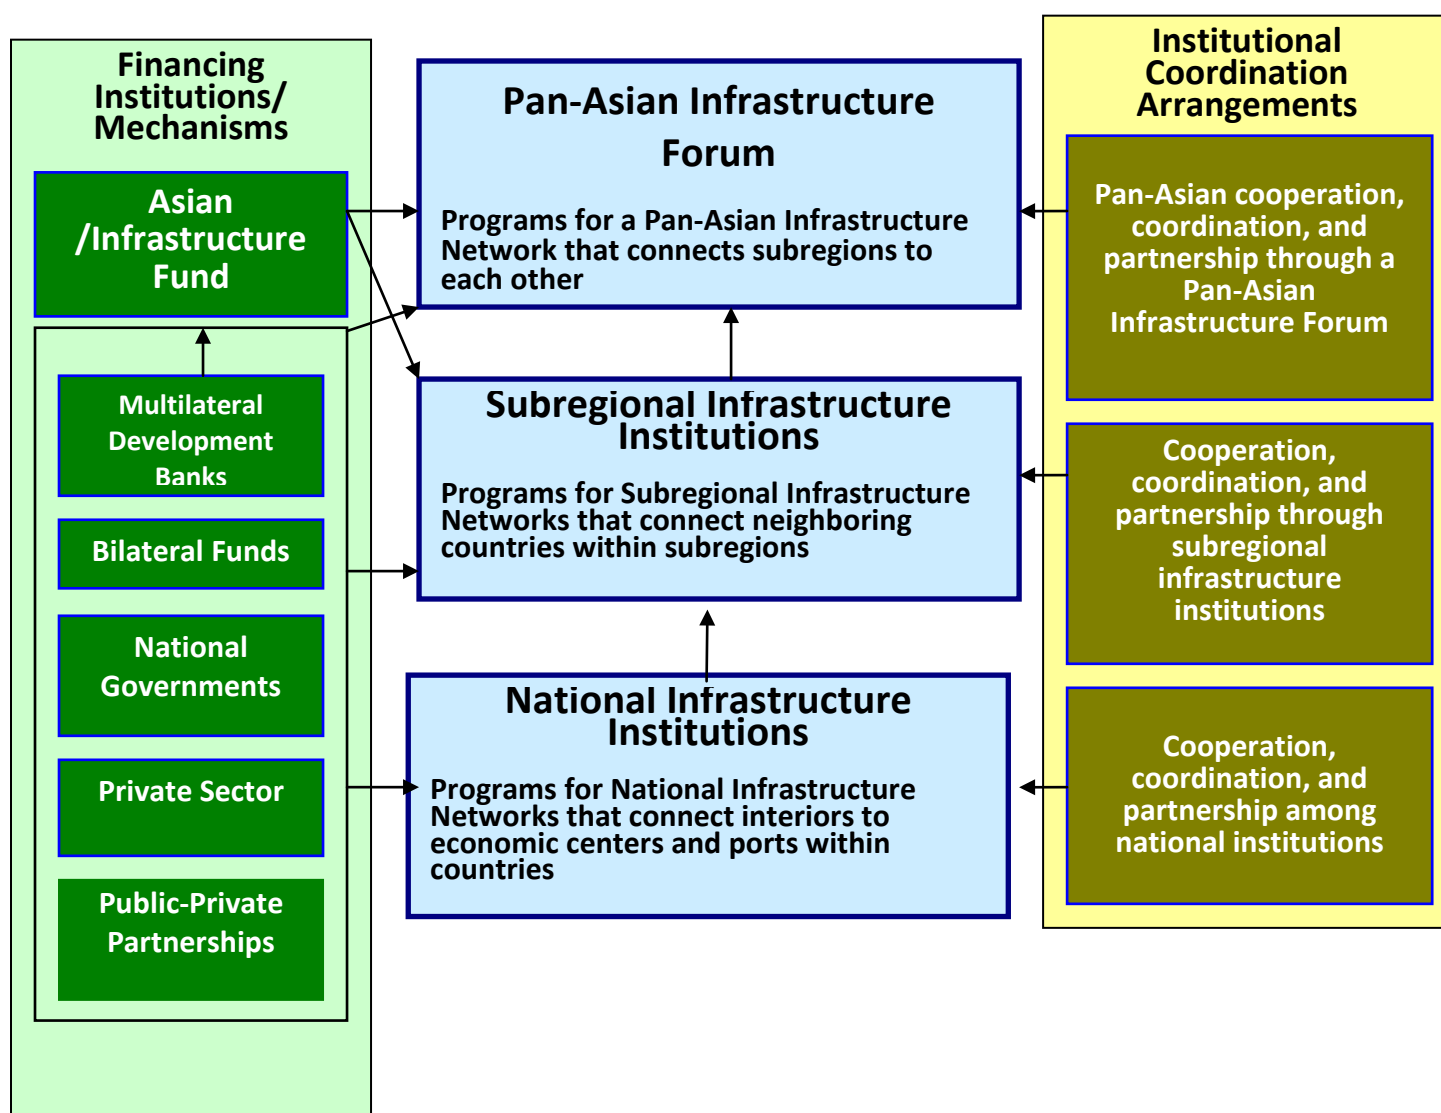 Financing
Institutions/
Mechanisms
Asian
/Infrastructure
Fund
Multilateral
Development
Banks
Bilateral Funds
National
Governments
Private Sector
Public-Private
Partnerships
Pan-Asian Infrastructure
Forum
Programs for a Pan-Asian Infrastructure
Network that connects subregions to
each other
Subregional Infrastructure
Institutions
Programs for Subregional Infrastructure
Networks that connect neighboring
countries within subregions
National Infrastructure
Institutions
Programs for National Infrastructure
Networks that connect interiors to
economic centers and ports within
countries
Institutional
Coordination
Arrangements
Pan-Asian cooperation,
coordination, and
partnership through a
Pan-Asian
Infrastructure Forum
Cooperation,
coordination, and
partnership through
subregional
infrastructure
institutions
Cooperation,
coordination, and
partnership among
national institutions